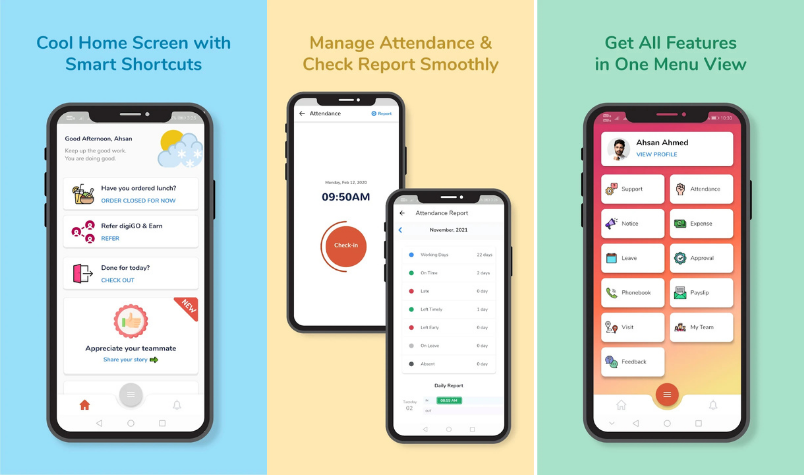 Cool Home Screen with
Smart Shortcuts
Good Afternoon, Ahsan
Keep up the good work.
You are doing good.
Have you ordered lunch?
ORDER CLOSED FOR NOW
Refer digiGO & Earn
REFER
Done for today?
CHECK OUT
NEW
Appreciate your teammate
Share your story
Manage Attendance &
Check Report Smoothly
Attendance
Report
Monday, Feb 12, 2020
09:50AM
Check-in
Attendance Report
November, 2021
Working Days 22 days
On Time 2 days
Late 0 day
Left Timely 1 day
Left Early 0 day
On Leave 0 day
Absent 0 day
Daily Report
Tuesday
02
Get All Features
in One Menu View
Ahsan Ahmed
VIEW PROFILE
Support Attendance
Notice Expense
Leave Approval
Phonebook Payslip
Visit My Team
Feedback